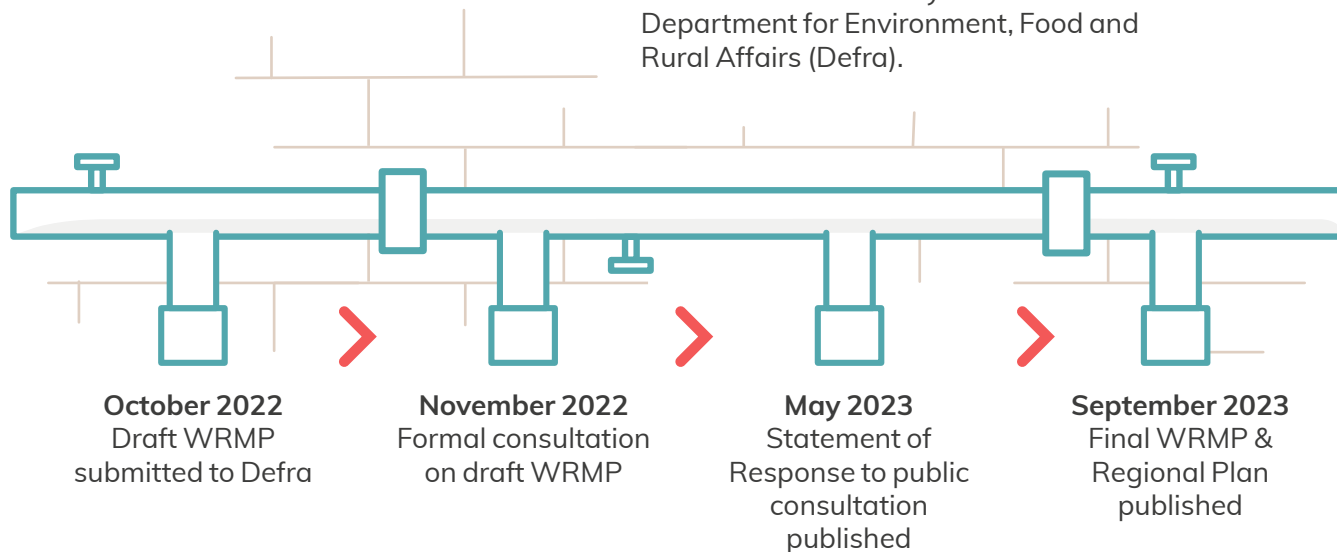 Department for Environment, Food and
Rural Affairs (Defra).
October 2022
Draft WRMP
submitted to Defra
November 2022
Formal consultation
on draft WRMP
May 2023
Statement of
Response to public
consultation
published
September 2023
Final WRMP &
Regional Plan
published